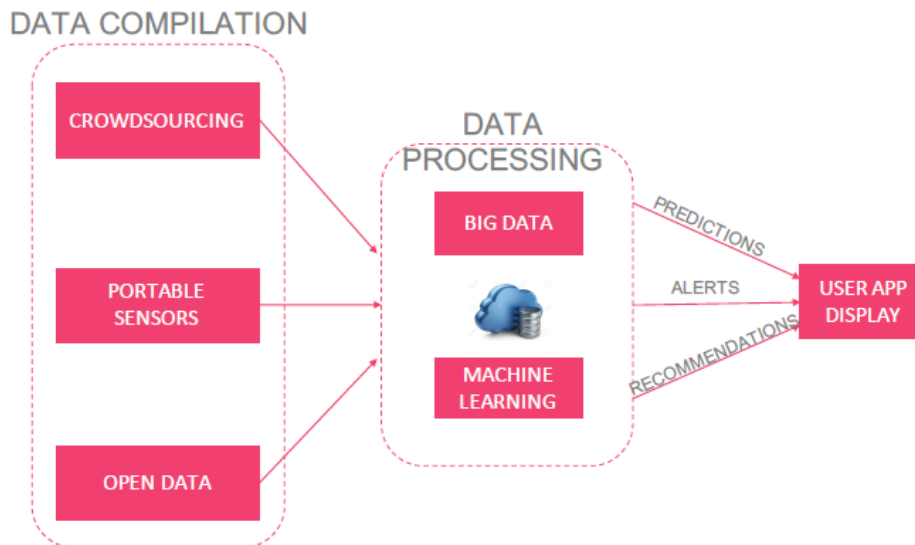 DATA COMPILATION
CROWDSOURCING
PORTABLE
SENSORS
OPEN DATA
DATA
PROCESSING
BIG DATA
MACHINE
LEARNING
PREDICTIONS
ALERTS
RECOMMENDATIONS
USER APP
DISPLAY